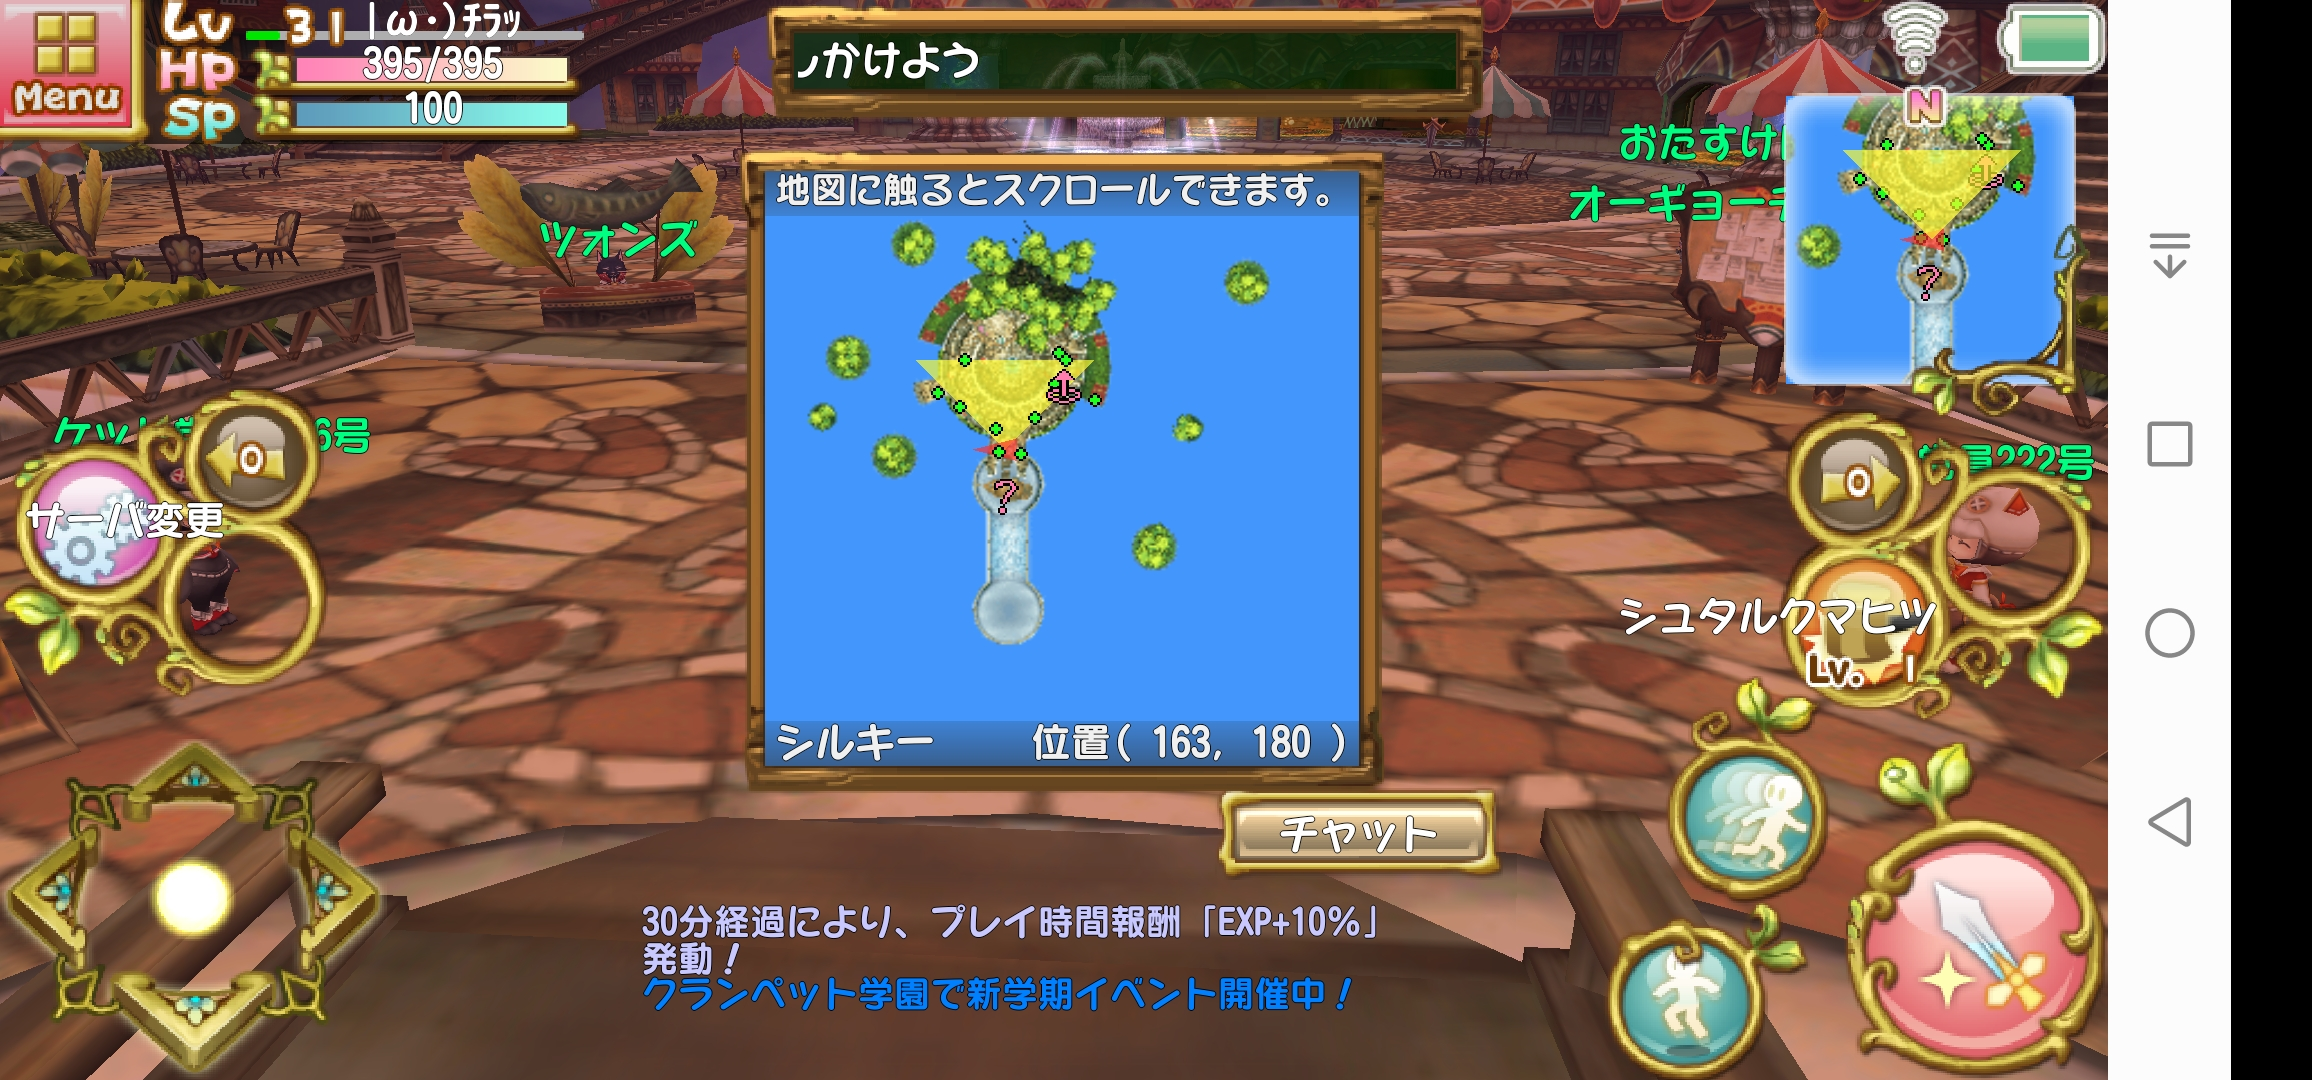 Menu
Lv 31 |ω・)ﾁﾗｯ
Hp 395/395
Sp 100
ノかけよう
N
おたすけ
オーギョー
地図に触るとスクロールできます。
ツォンズ
?
?
6号
0
0
222号
サーバ変更
シュタルクマヒツ
Lv. 1
シルキー 位置( 163, 180 )
チャット
30分経過により、プレイ時間報酬「EXP+10%」
発動！
クランペット学園で新学期イベント開催中！